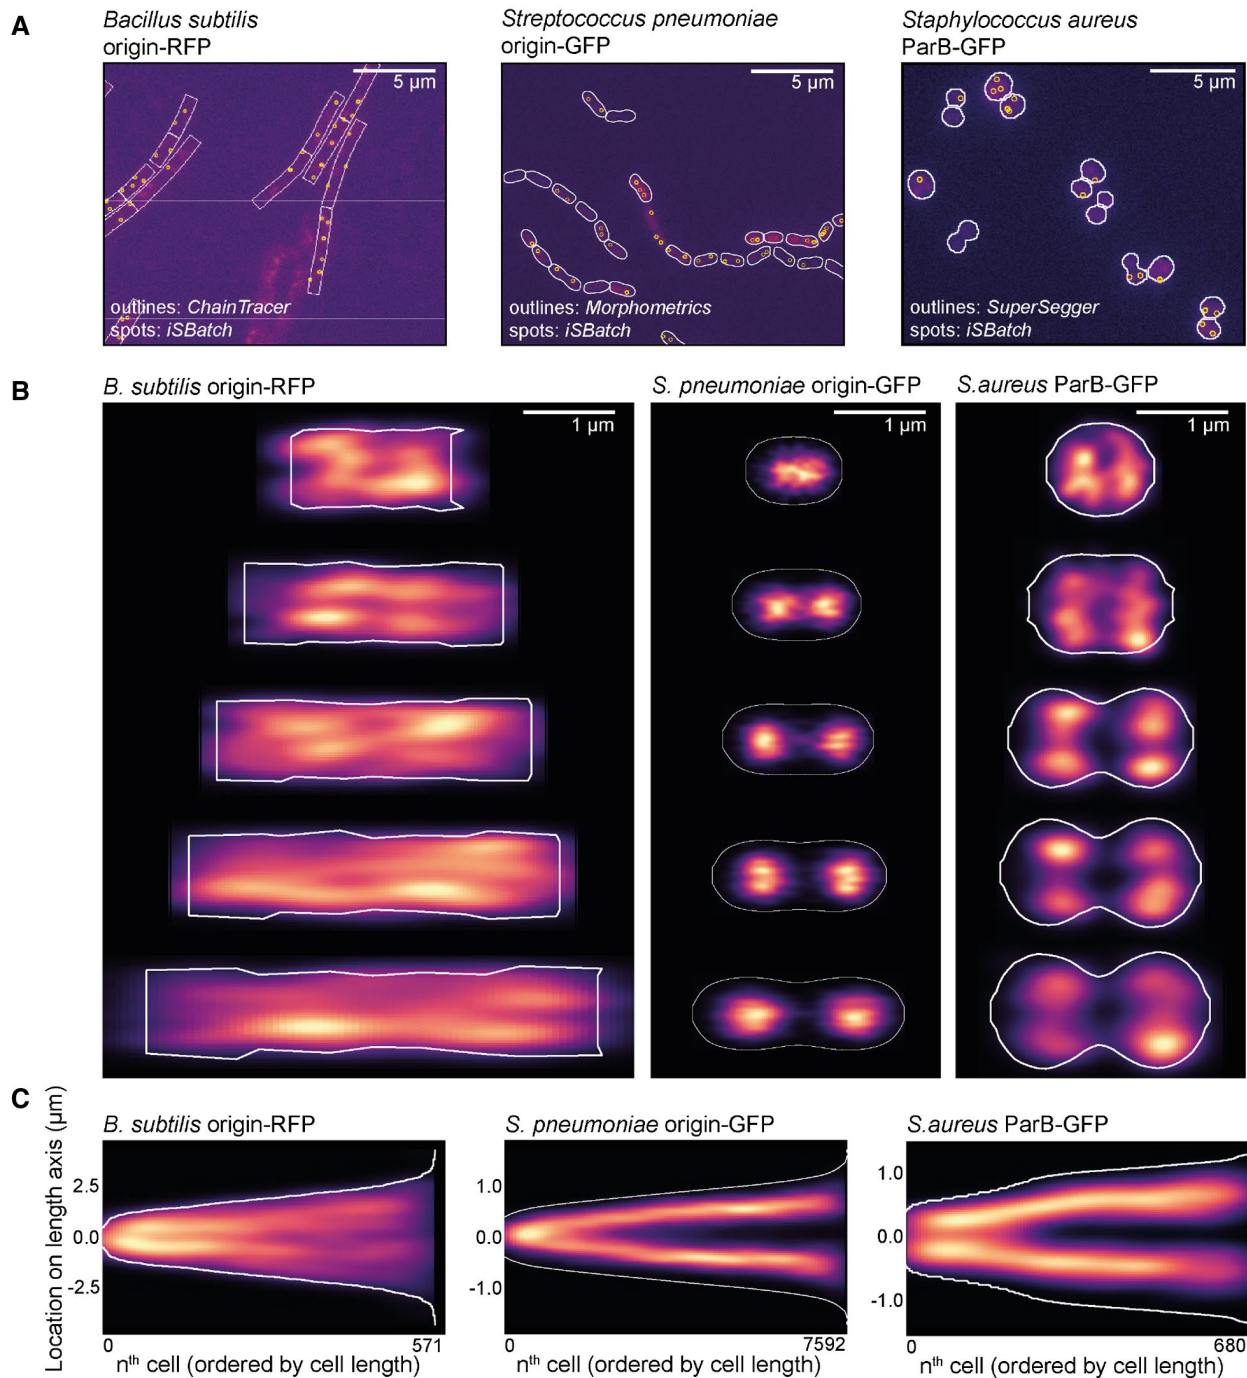 A
Bacillus subtilis
origin-RFP
Streptococcus pneumoniae
origin-GFP
Staphylococcus aureus
ParB-GFP
5 µm
5 µm
5 µm
outlines: ChainTracer
spots: iSBatch
outlines: Morphometrics
spots: iSBatch
outlines: SuperSegger
spots: iSBatch
B
B. subtilis origin-RFP
S. pneumoniae origin-GFP
S.aureus ParB-GFP
1 µm
1 µm
1 µm
C
Location on length axis (µm)
B. subtilis origin-RFP
2.5
0.0
-2.5
0
571
nth cell (ordered by cell length)
S. pneumoniae origin-GFP
1.0
0.0
-1.0
0
7592
nth cell (ordered by cell length)
S.aureus ParB-GFP
1.0
0.0
-1.0
0
680
nth cell (ordered by cell length)